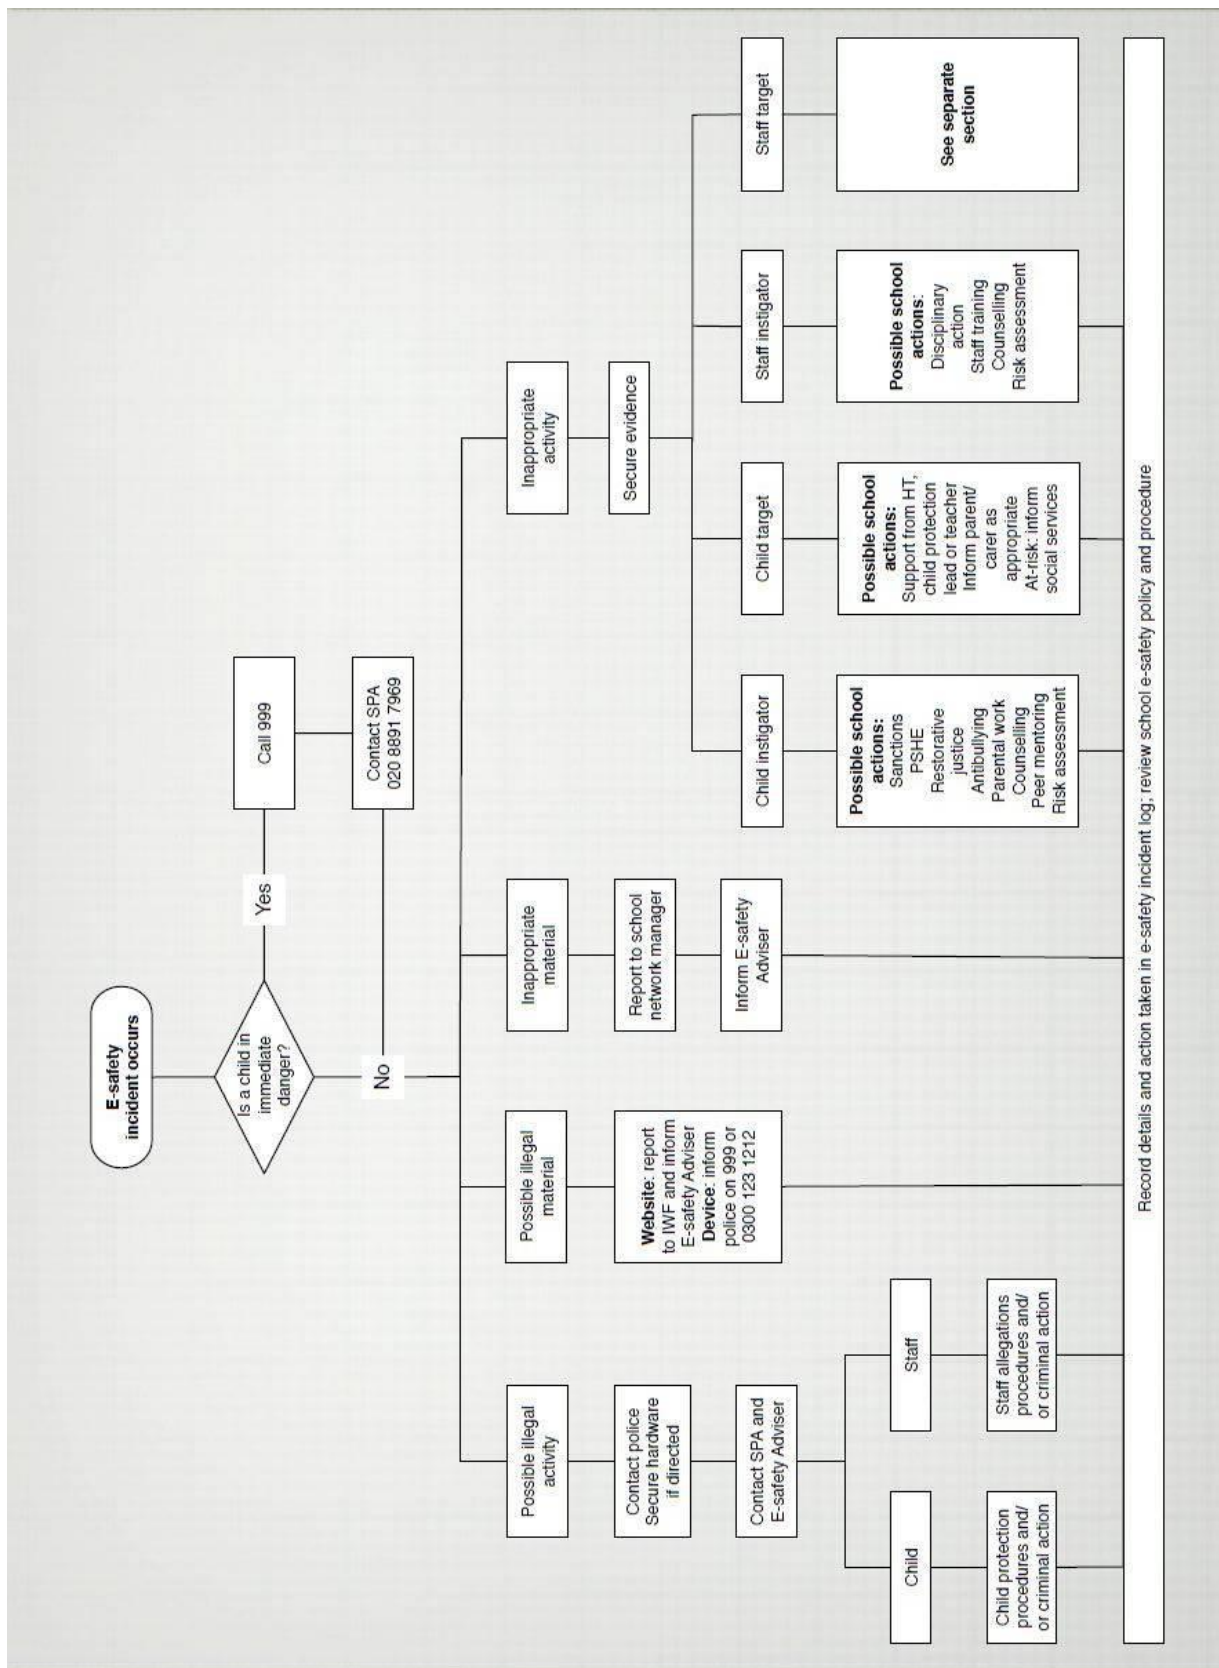 E-safety
incident occurs
Is a child in
immediate
danger?
Yes
Call 999
No
Contact SPA
020 8891 7969
Possible illegal
activity
Contact police
Secure hardware
if directed
Contact SPA and
E-safety Adviser
Child
Child protection
procedures and/
or criminal action
Staff
Staff allegations
procedures and/
or criminal action
Possible illegal
material
Website: report
to IWF and inform
E-safety Adviser
Device: inform
police on 999 or
0300 123 1212
Inappropriate
material
Report to school
network manager
Inform E-safety
Adviser
Inappropriate
activity
Secure evidence
Child instigator
Possible school
actions:
Sanctions
PSHE
Restorative
justice
Antibullying
Parental work
Counselling
Peer mentoring
Risk assessment
Child target
Possible school
actions:
Support from HT,
child protection
lead or teacher
Inform parent/
carer as
appropriate
At-risk: inform
social services
Staff instigator
Possible school
actions:
Disciplinary
action
Staff training
Counselling
Risk assessment
Staff target
See separate
section
Record details and action taken in e-safety incident log; review school e-safety policy and procedure